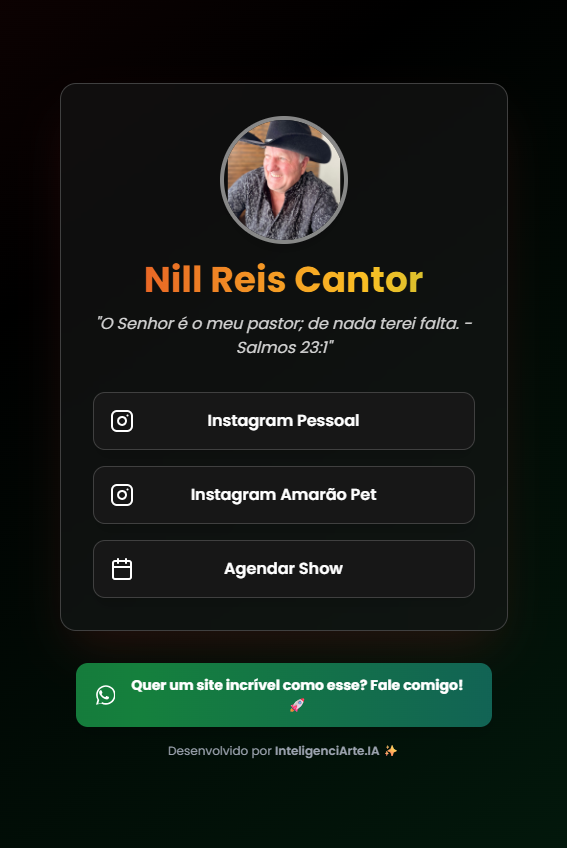 Nill Reis Cantor
"O Senhor é o meu pastor; de nada terei falta. -
Salmos 23:1"
Instagram Pessoal
Instagram Amarão Pet
Agendar Show
Quer um site incrível como esse? Fale comigo!
🚀
Desenvolvido por InteligenciArte.IA ✨